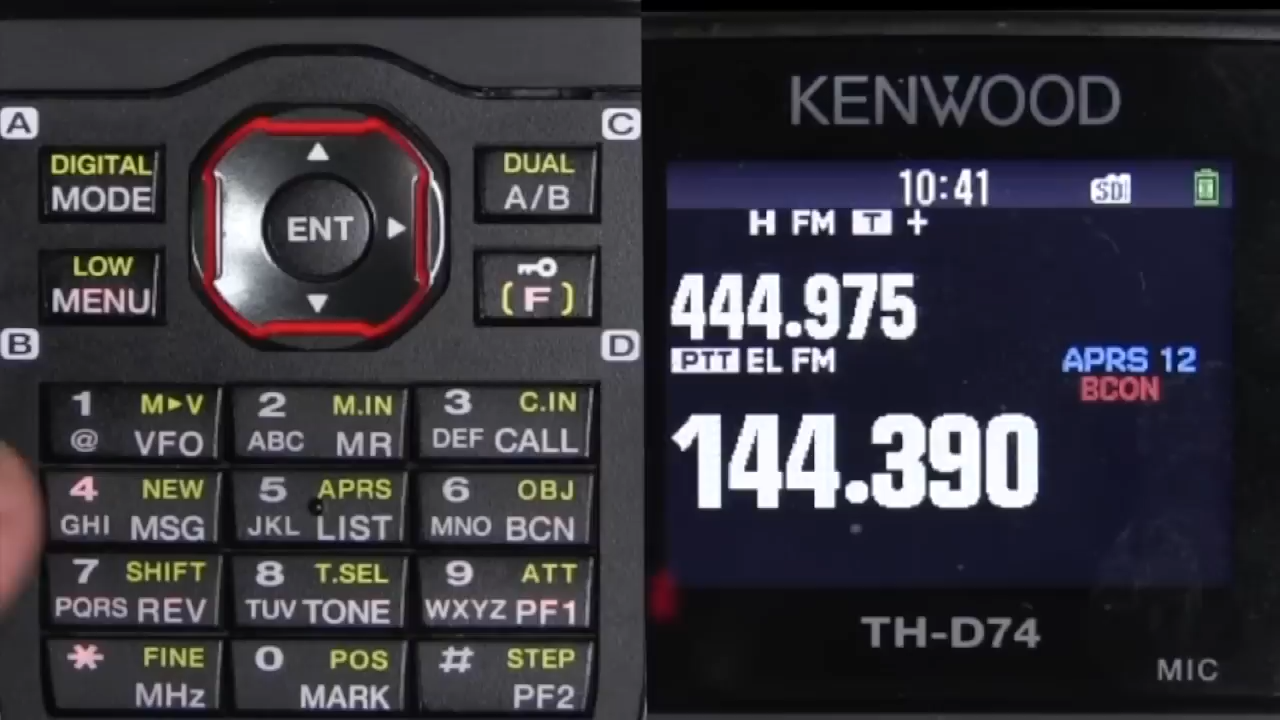 A
C
DIGITAL
MODE
ENT
DUAL
A/B
LOW
MENU
( F )
B
D
1 M►V
@ VFO
2 M.IN
ABC MR
3 C.IN
DEF CALL
4 NEW
GHI MSG
5 APRS
JKL LIST
6 OBJ
MNO BCN
7 SHIFT
PQRS REV
8 T.SEL
TUV TONE
9 ATT
WXYZ PF1
* FINE
MHz
0 POS
MARK
# STEP
PF2
KENWOOD
10:41 SD
H FM T +
444.975
PTT EL FM APRS 12
BCON
144.390
TH-D74
MIC